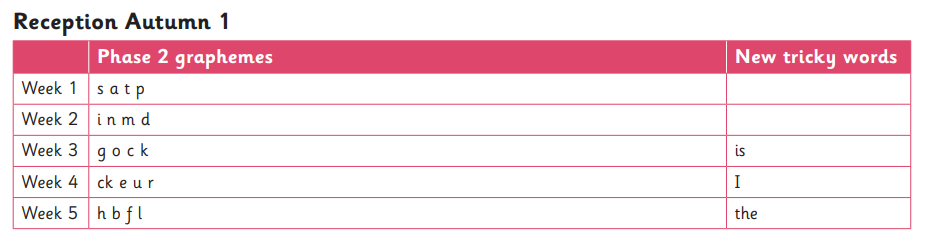 Reception Autumn 1
Phase 2 graphemes New tricky words
Week 1 s a t p
Week 2 i n m d
Week 3 g o c k is
Week 4 ck e u r I
Week 5 h b f l the